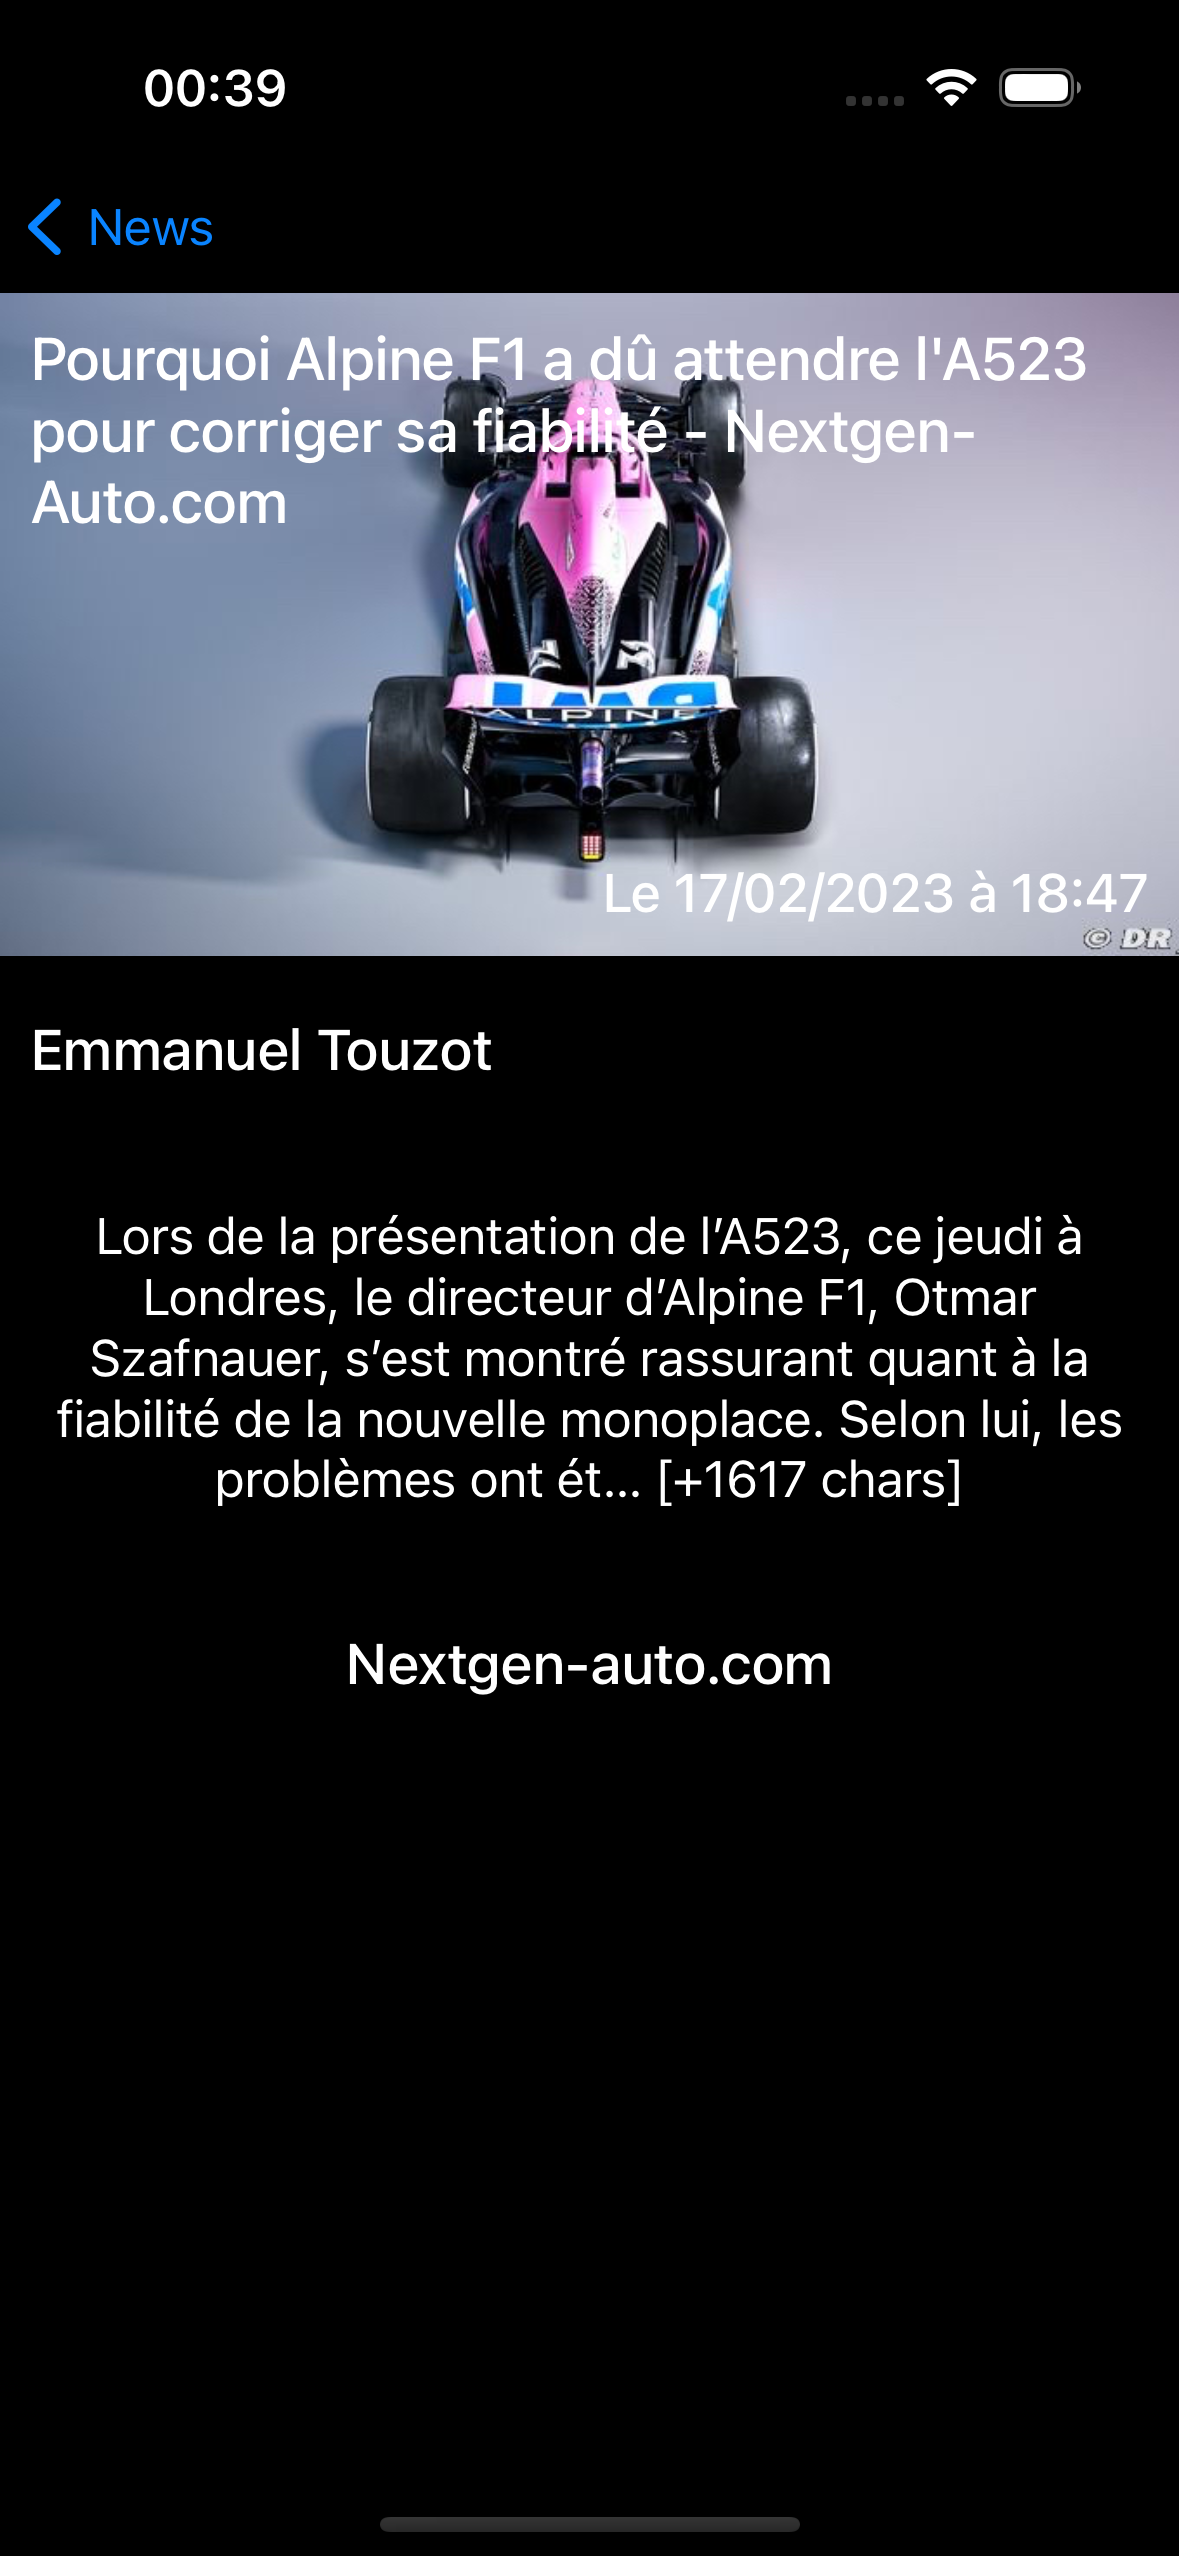 00:39
News
Pourquoi Alpine F1 a dû attendre l'A523
pour corriger sa fiabilité - Nextgen-
Auto.com
ALPINE
Le 17/02/2023 à 18:47
© DR
Emmanuel Touzot
Lors de la présentation de l’A523, ce jeudi à
Londres, le directeur d’Alpine F1, Otmar
Szafnauer, s’est montré rassurant quant à la
fiabilité de la nouvelle monoplace. Selon lui, les
problèmes ont ét… [+1617 chars]
Nextgen-auto.com